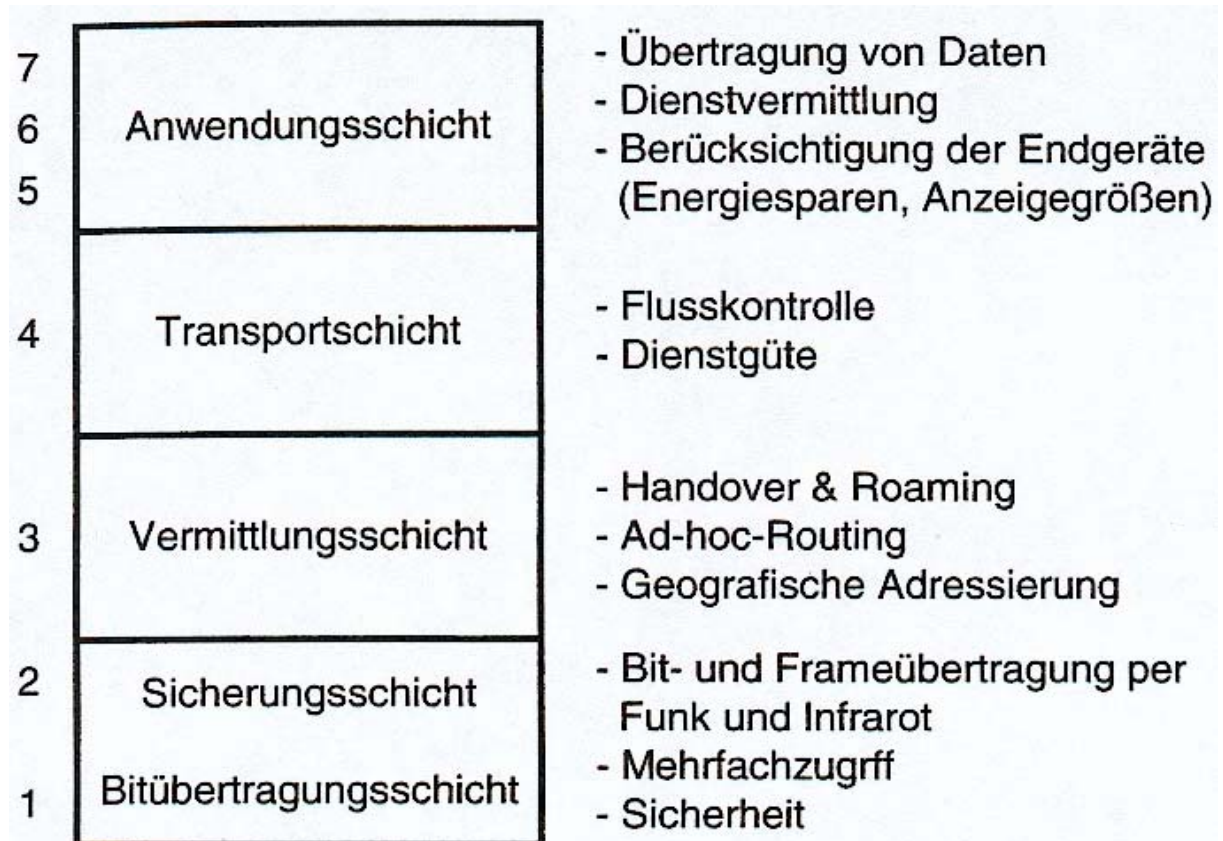 7
6
5
Anwendungsschicht
- Übertragung von Daten
- Dienstvermittlung
- Berücksichtigung der Endgeräte
(Energiesparen, Anzeigegrößen)
4
Transportschicht
- Flusskontrolle
- Dienstgüte
3
Vermittlungsschicht
- Handover & Roaming
- Ad-hoc-Routing
- Geografische Adressierung
2
Sicherungsschicht
1
Bitübertragungsschicht
- Bit- und Frameübertragung per
Funk und Infrarot
- Mehrfachzugrff
- Sicherheit